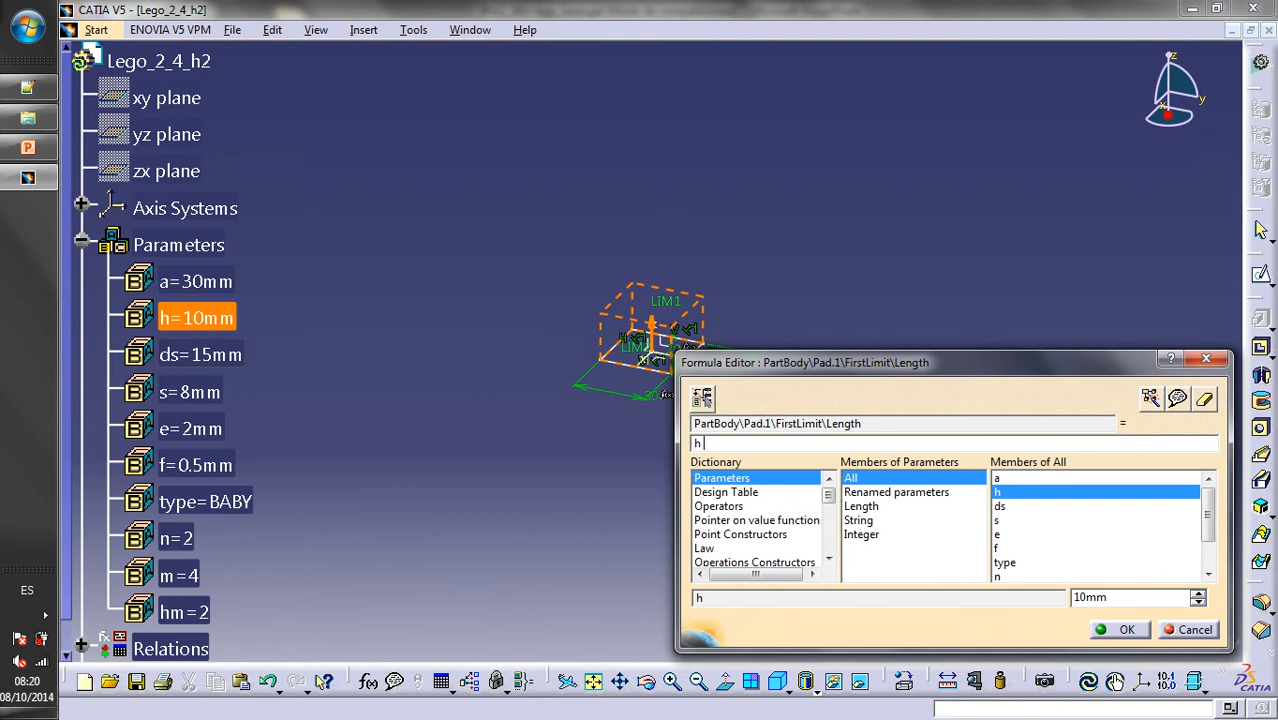 CATIA V5 - [Lego_2_4_h2]
Start ENOVIA V5 VPM File Edit View Insert Tools Window Help
Lego_2_4_h2
xy plane
yz plane
zx plane
Axis Systems
Parameters
a=30mm
h=10mm
ds=15mm
s=8mm
e=2mm
f=0.5mm
type=BABY
n=2
m=4
hm=2
Relations
z
y
x
LIM1
Formula Editor : PartBody\Pad.1\FirstLimit\Length
PartBody\Pad.1\FirstLimit\Length =
h
Dictionary Members of Parameters Members of All
Parameters All a
Design Table Renamed parameters h
Operators Length ds
Pointer on value function String s
Point Constructors Integer e
Law f
Operations Constructors type
n
h 10mm
OK Cancel
ES
08:20
08/10/2014
f(x)
10.1
10,0
CATIA